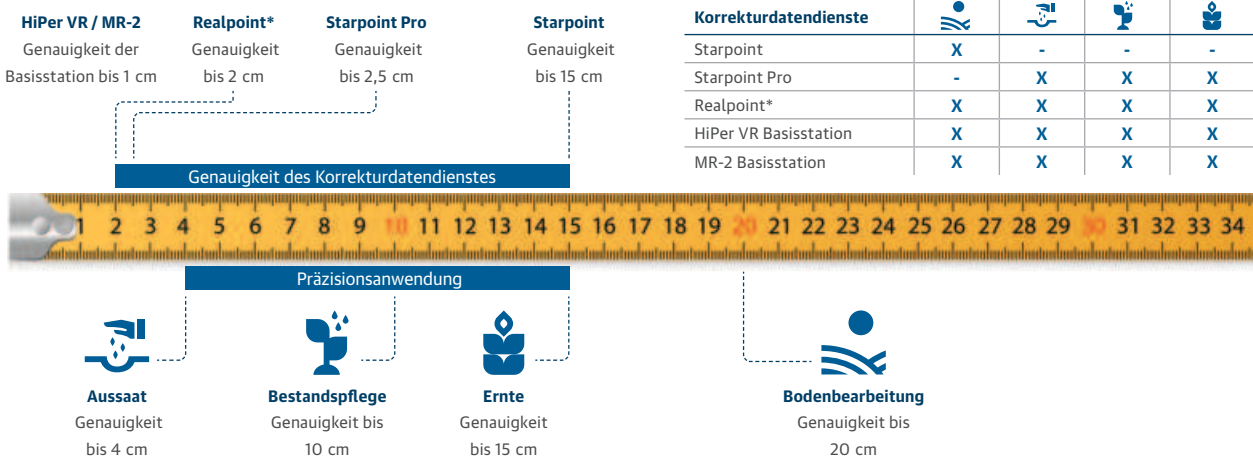 HiPer VR / MR-2
Genauigkeit der
Basisstation bis 1 cm
Realpoint*
Genauigkeit
bis 2 cm
Starpoint Pro
Genauigkeit
bis 2,5 cm
Starpoint
Genauigkeit
bis 15 cm
Korrekturdatendienste
Starpoint X - - -
Starpoint Pro - X X X
Realpoint* X X X X
HiPer VR Basisstation X X X X
MR-2 Basisstation X X X X
Genauigkeit des Korrekturdatendienstes
1 2 3 4 5 6 7 8 9 10 11 12 13 14 15 16 17 18 19 20 21 22 23 24 25 26 27 28 29 30 31 32 33 34
Präzisionsanwendung
Aussaat
Genauigkeit
bis 4 cm
Bestandspflege
Genauigkeit bis
10 cm
Ernte
Genauigkeit
bis 15 cm
Bodenbearbeitung
Genauigkeit bis
20 cm